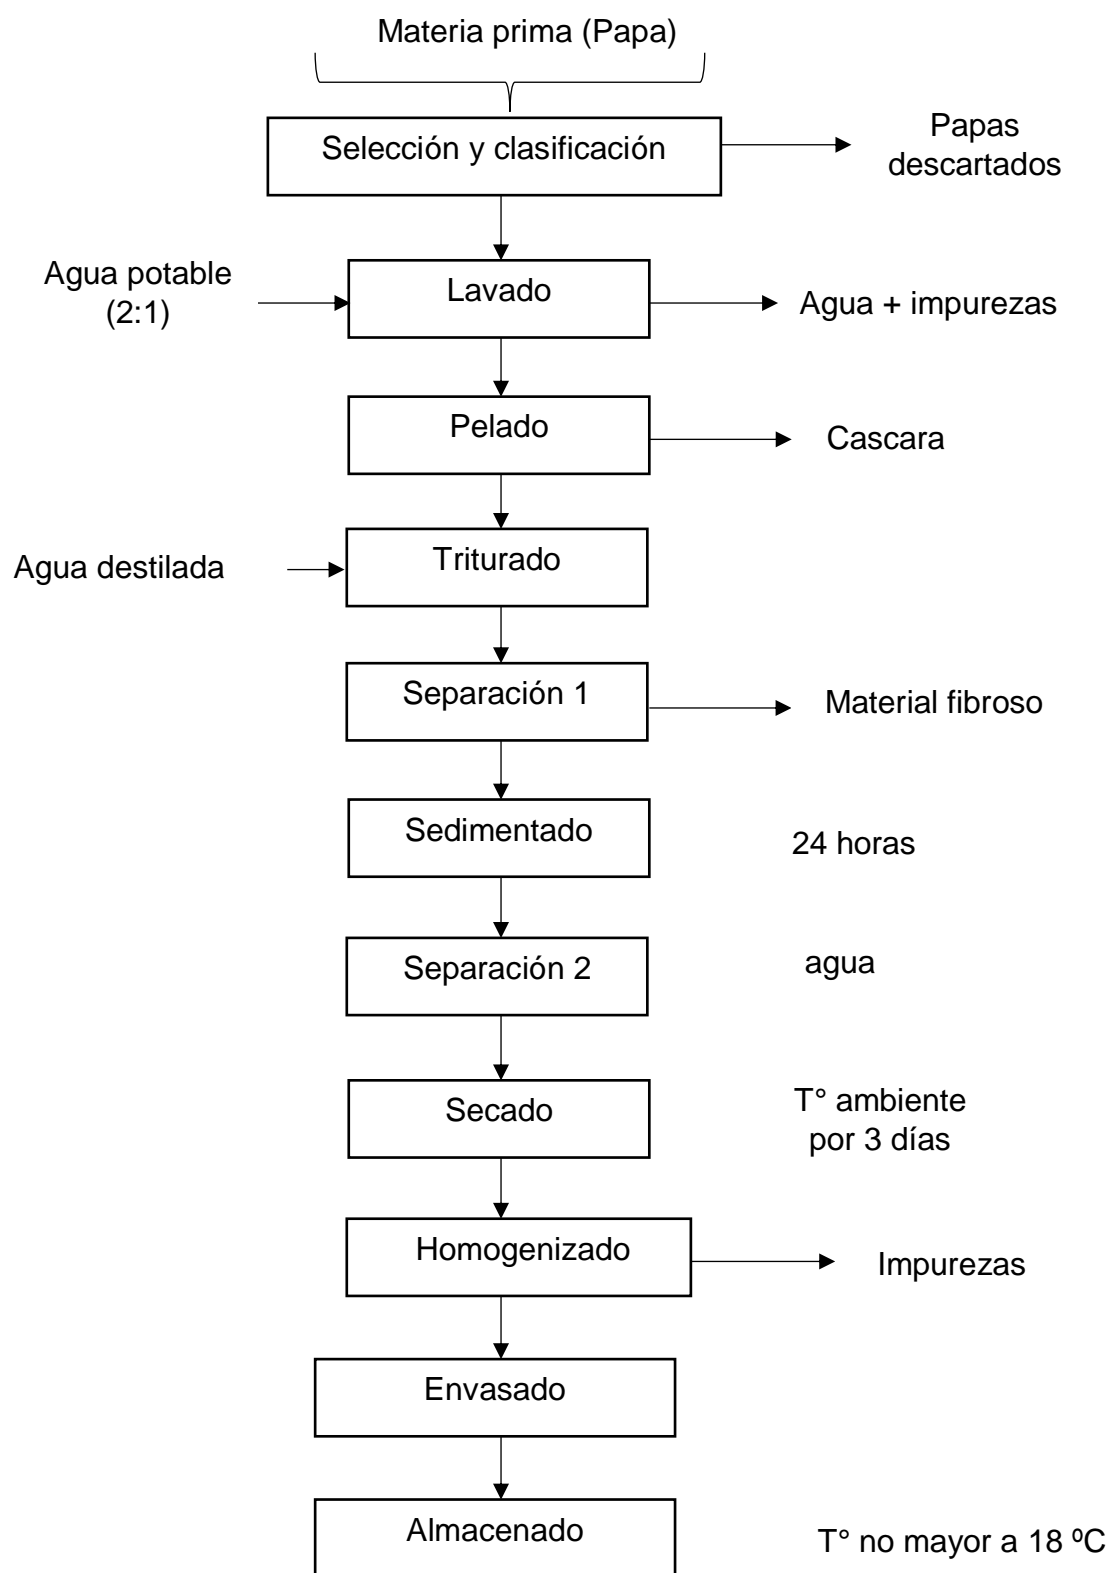 Materia prima (Papa)
Selección y clasificación
Papas
descartados
Agua potable
(2:1)
Lavado
Agua + impurezas
Pelado
Cascara
Agua destilada
Triturado
Separación 1
Material fibroso
Sedimentado
24 horas
Separación 2
agua
Secado
T° ambiente
por 3 días
Homogenizado
Impurezas
Envasado
Almacenado
T° no mayor a 18 ºC